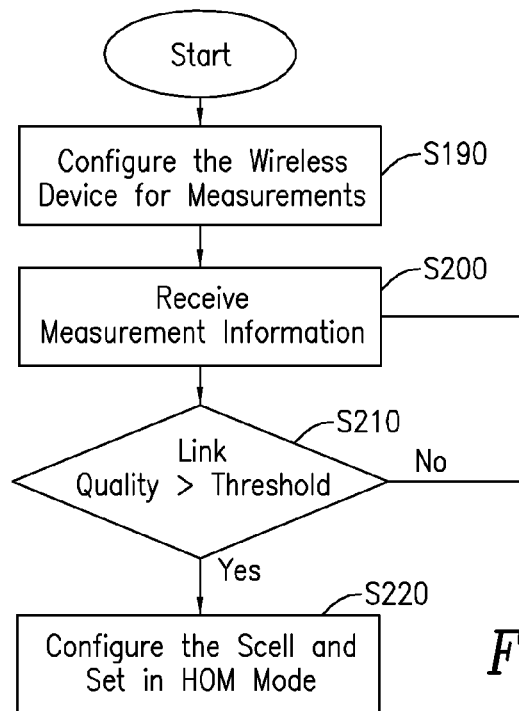 Start
Configure the Wireless
Device for Measurements
S190
S200
Receive
Measurement Information
S210
Link
Quality > Threshold
No
Yes
S220
Configure the Scell and
Set in HOM Mode
F